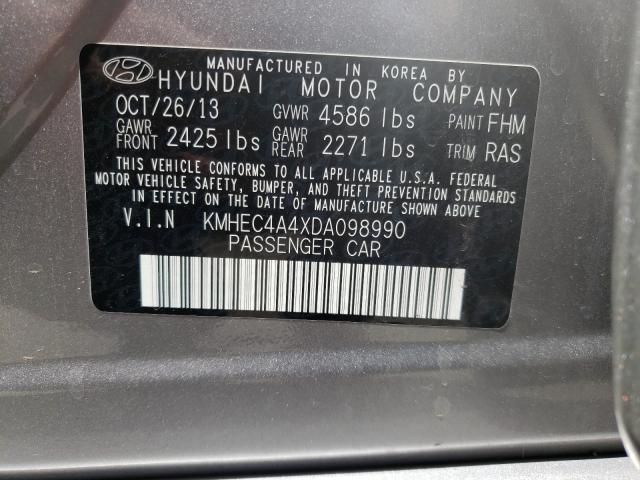 MANUFACTURED IN KOREA BY
HYUNDAI MOTOR COMPANY
OCT/26/13 GVWR 4586 lbs PAINT FHM
GAWR FRONT 2425 lbs GAWR REAR 2271 lbs TRIM RAS
THIS VEHICLE CONFORMS TO ALL APPLICABLE U.S.A. FEDERAL
MOTOR VEHICLE SAFETY, BUMPER, AND THEFT PREVENTION STANDARDS
IN EFFECT ON THE DATE OF MANUFACTURE SHOWN ABOVE.
V.I.N KMHEC4A4XDA098990
PASSENGER CAR